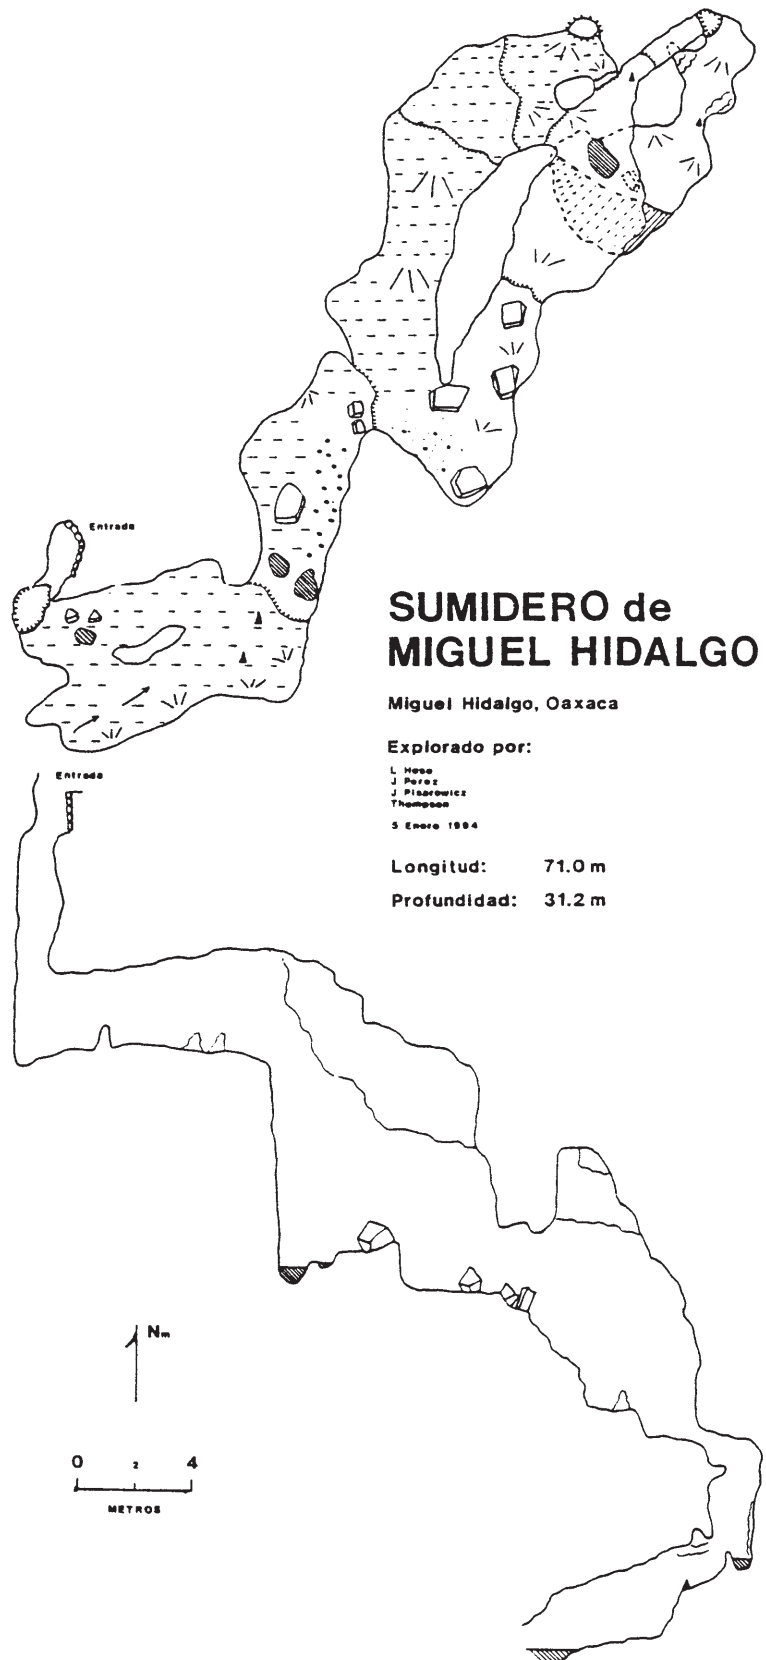 Entrada
SUMIDERO de
MIGUEL HIDALGO
Miguel Hidalgo, Oaxaca
Explorado por:
L Hose
J Perez
J Pisarowicz
Thompson
5 Enero 1994
Longitud: 71.0 m
Profundidad: 31.2 m
Entrada
Nm
0 2 4
METROS